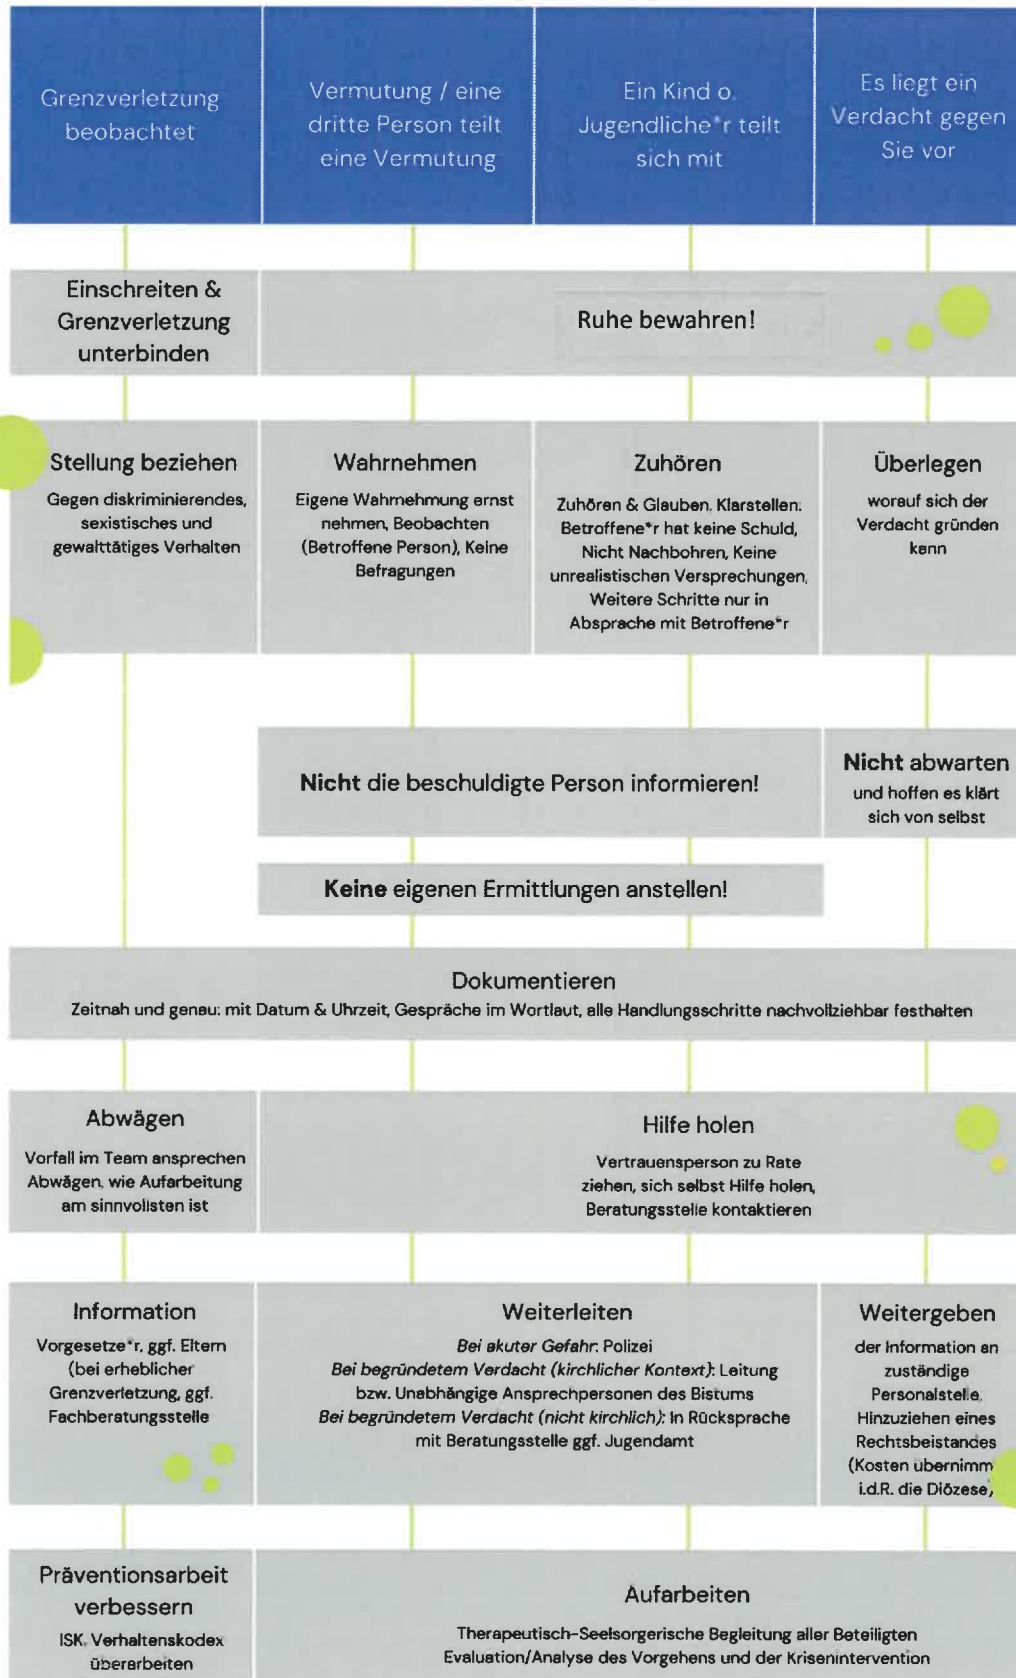 Grenzverletzung
beobachtet
Vermutung / eine
dritte Person teilt
eine Vermutung
Ein Kind o.
Jugendliche*r teilt
sich mit
Es liegt ein
Verdacht gegen
Sie vor
Einschreiten &
Grenzverletzung
unterbinden
Ruhe bewahren!
Stellung beziehen
Gegen diskriminierendes,
sexistisches und
gewalttätiges Verhalten
Wahrnehmen
Eigene Wahrnehmung ernst
nehmen, Beobachten
(Betroffene Person), Keine
Befragungen
Zuhören
Zuhören & Glauben. Klarstellen:
Betroffene*r hat keine Schuld,
Nicht Nachbohren, Keine
unrealistischen Versprechungen,
Weitere Schritte nur in
Absprache mit Betroffene*r
Überlegen
worauf sich der
Verdacht gründen
kann
Nicht die beschuldigte Person informieren!
Nicht abwarten
und hoffen es klärt
sich von selbst
Keine eigenen Ermittlungen anstellen!
Dokumentieren
Zeitnah und genau: mit Datum & Uhrzeit, Gespräche im Wortlaut, alle Handlungsschritte nachvollziehbar festhalten
Abwägen
Vorfall im Team ansprechen
Abwägen, wie Aufarbeitung
am sinnvollsten ist
Hilfe holen
Vertrauensperson zu Rate
ziehen, sich selbst Hilfe holen,
Beratungsstelle kontaktieren
Information
Vorgesetze*r, ggf. Eltern
(bei erheblicher
Grenzverletzung, ggf.
Fachberatungsstelle
Weiterleiten
Bei akuter Gefahr: Polizei
Bei begründetem Verdacht (kirchlicher Kontext): Leitung
bzw. Unabhängige Ansprechpersonen des Bistums
Bei begründetem Verdacht (nicht kirchlich): In Rücksprache
mit Beratungsstelle ggf. Jugendamt
Weitergeben
der Information an
zuständige
Personalstelle,
Hinzuziehen eines
Rechtsbeistandes
(Kosten übernimm
i.d.R. die Diözese)
Präventionsarbeit
verbessern
ISK, Verhaltenskodex
überarbeiten
Aufarbeiten
Therapeutisch-Seelsorgerische Begleitung aller Beteiligten
Evaluation/Analyse des Vorgehens und der Krisenintervention